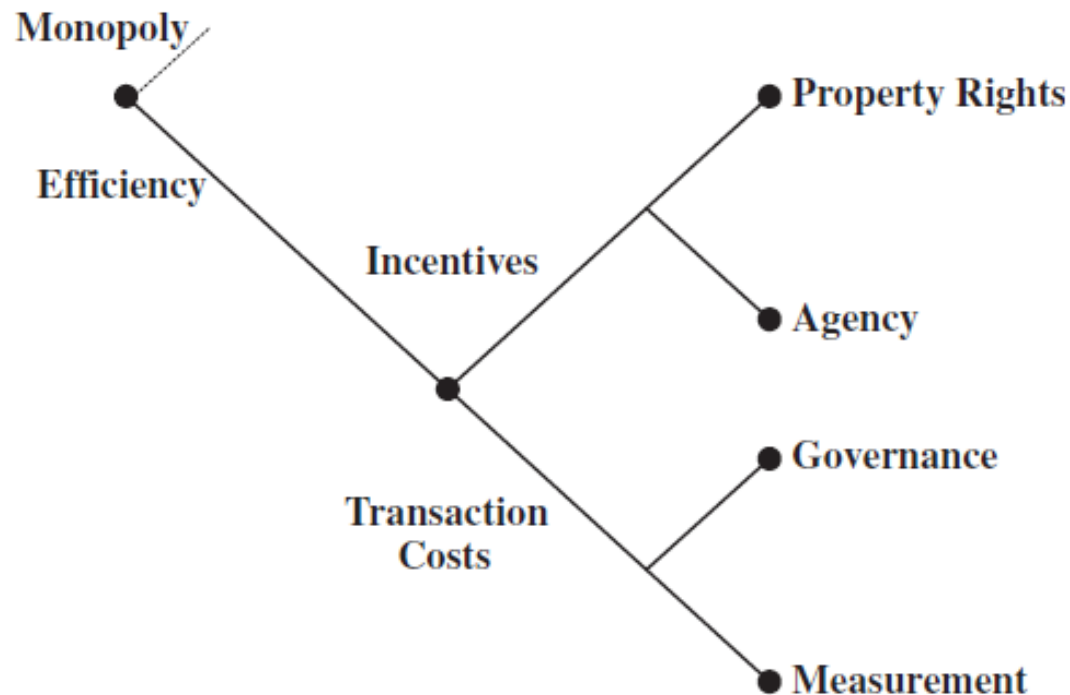 Monopoly
Property Rights
Efficiency
Incentives
Agency
Governance
Transaction
Costs
Measurement